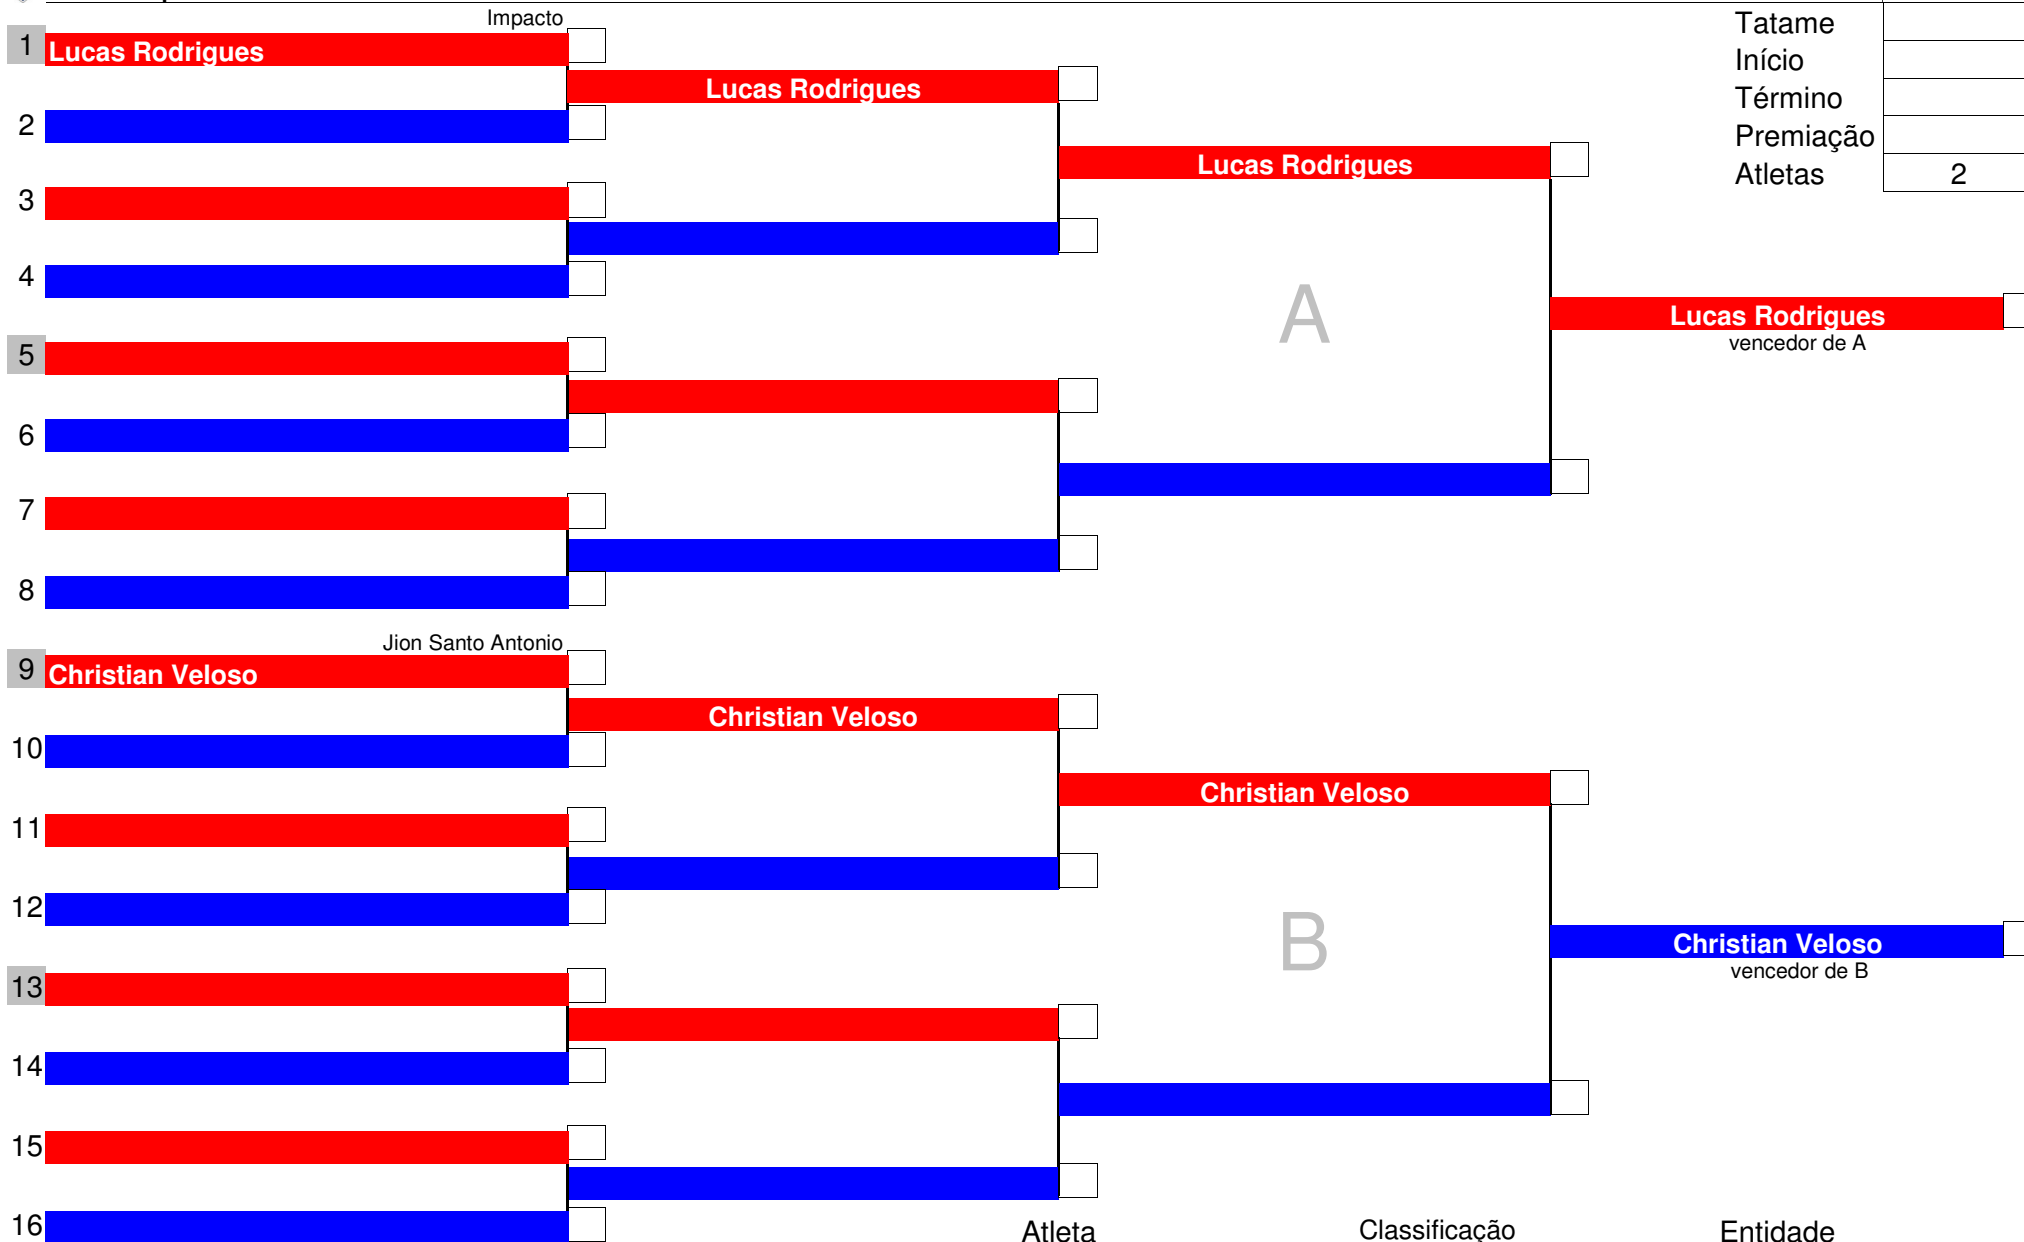 Impacto
1 Lucas Rodrigues
Lucas Rodrigues
2
Lucas Rodrigues
3
4
Lucas Rodrigues
vencedor de A
A
5
6
7
8
Tatame
Início
Término
Premiação
Atletas 2
Jion Santo Antonio
9 Christian Veloso
Christian Veloso
10
Christian Veloso
11
12
B
Christian Veloso
vencedor de B
13
14
15
16
Atleta Classificação Entidade